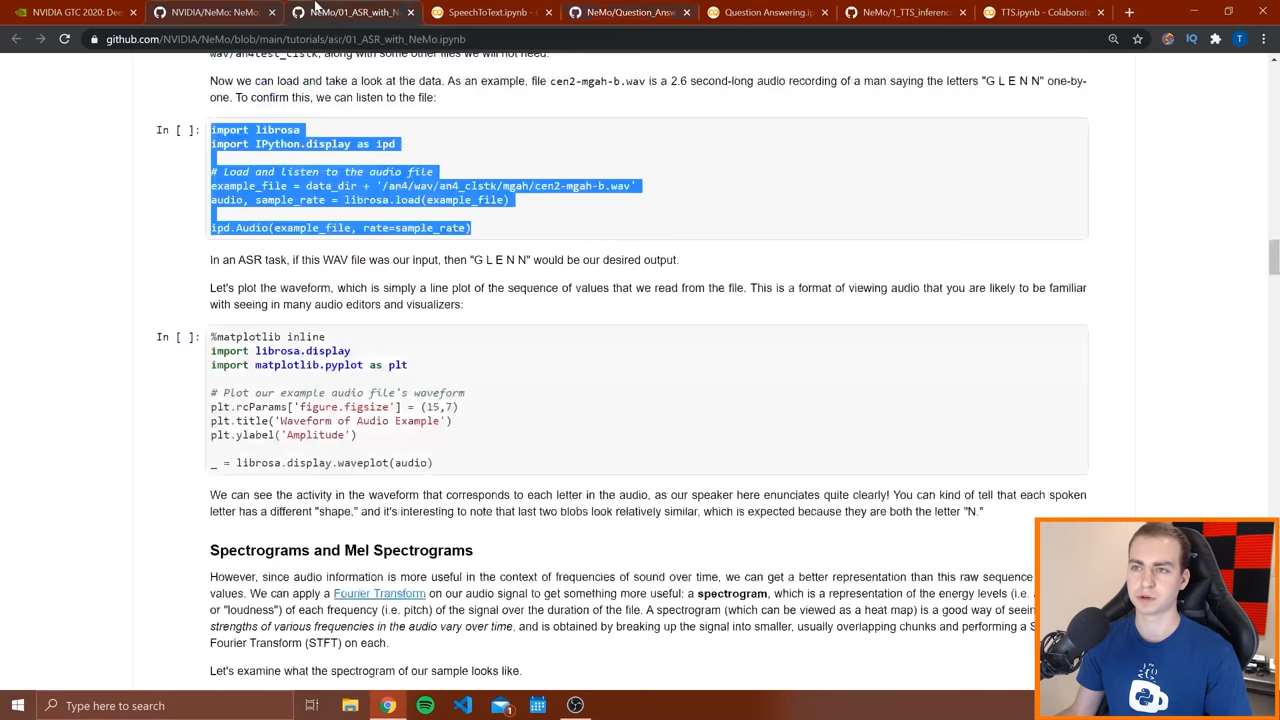 NVIDIA GTC 2020: Dee
NVIDIA/NeMo: NeMo:
NeMo/01_ASR_with_N
SpeechToText.ipynb - C
NeMo/Question_Answ
Question Answering.ip
NeMo/1_TTS_inferenc
TTS.ipynb - Colaborat
github.com/NVIDIA/NeMo/blob/main/tutorials/asr/01_ASR_with_NeMo.ipynb
wav/an4test_clstk, along with some other files we will not need.
Now we can load and take a look at the data. As an example, file cen2-mgah-b.wav is a 2.6 second-long audio recording of a man saying the letters "G L E N N" one-by-
one. To confirm this, we can listen to the file:
In [ ]:
import librosa
import IPython.display as ipd
# Load and listen to the audio file
example_file = data_dir + '/an4/wav/an4_clstk/mgah/cen2-mgah-b.wav'
audio, sample_rate = librosa.load(example_file)
ipd.Audio(example_file, rate=sample_rate)
In an ASR task, if this WAV file was our input, then "G L E N N" would be our desired output.
Let's plot the waveform, which is simply a line plot of the sequence of values that we read from the file. This is a format of viewing audio that you are likely to be familiar
with seeing in many audio editors and visualizers:
In [ ]:
%matplotlib inline
import librosa.display
import matplotlib.pyplot as plt
# Plot our example audio file's waveform
plt.rcParams['figure.figsize'] = (15,7)
plt.title('Waveform of Audio Example')
plt.ylabel('Amplitude')
_ = librosa.display.waveplot(audio)
We can see the activity in the waveform that corresponds to each letter in the audio, as our speaker here enunciates quite clearly! You can kind of tell that each spoken
letter has a different "shape," and it's interesting to note that last two blobs look relatively similar, which is expected because they are both the letter "N."
Spectrograms and Mel Spectrograms
However, since audio information is more useful in the context of frequencies of sound over time, we can get a better representation than this raw sequence
values. We can apply a Fourier Transform on our audio signal to get something more useful: a spectrogram, which is a representation of the energy levels (i.e.
or "loudness") of each frequency (i.e. pitch) of the signal over the duration of the file. A spectrogram (which can be viewed as a heat map) is a good way of seein
strengths of various frequencies in the audio vary over time, and is obtained by breaking up the signal into smaller, usually overlapping chunks and performing a S
Fourier Transform (STFT) on each.
Let's examine what the spectrogram of our sample looks like.
Type here to search